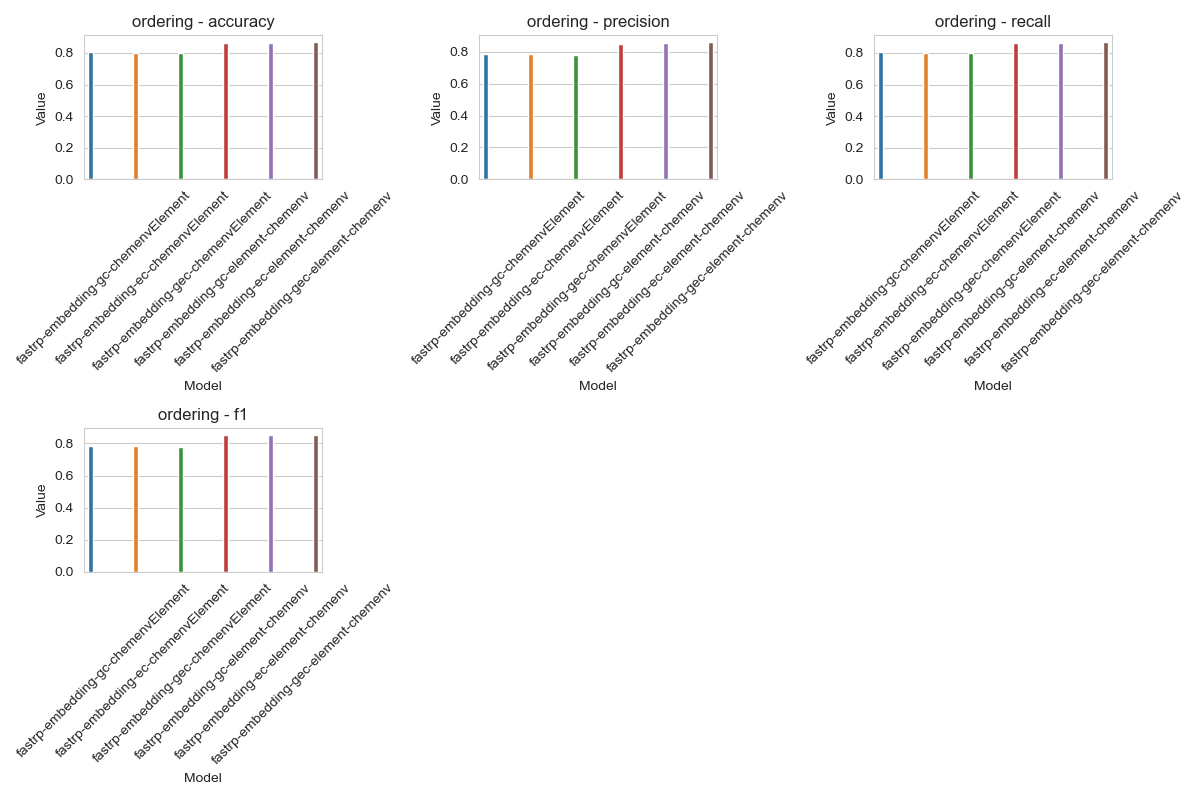 ordering - accuracy
Value
0.8
0.6
0.4
0.2
0.0
fastrp-embedding-gc-chemenvElement
fastrp-embedding-ec-chemenvElement
fastrp-embedding-gec-chemenvElement
fastrp-embedding-gc-element-chemenv
fastrp-embedding-ec-element-chemenv
fastrp-embedding-gec-element-chemenv
Model
ordering - precision
Value
0.8
0.6
0.4
0.2
0.0
fastrp-embedding-gc-chemenvElement
fastrp-embedding-ec-chemenvElement
fastrp-embedding-gec-chemenvElement
fastrp-embedding-gc-element-chemenv
fastrp-embedding-ec-element-chemenv
fastrp-embedding-gec-element-chemenv
Model
ordering - recall
Value
0.8
0.6
0.4
0.2
0.0
fastrp-embedding-gc-chemenvElement
fastrp-embedding-ec-chemenvElement
fastrp-embedding-gec-chemenvElement
fastrp-embedding-gc-element-chemenv
fastrp-embedding-ec-element-chemenv
fastrp-embedding-gec-element-chemenv
Model
ordering - f1
Value
0.8
0.6
0.4
0.2
0.0
fastrp-embedding-gc-chemenvElement
fastrp-embedding-ec-chemenvElement
fastrp-embedding-gec-chemenvElement
fastrp-embedding-gc-element-chemenv
fastrp-embedding-ec-element-chemenv
fastrp-embedding-gec-element-chemenv
Model